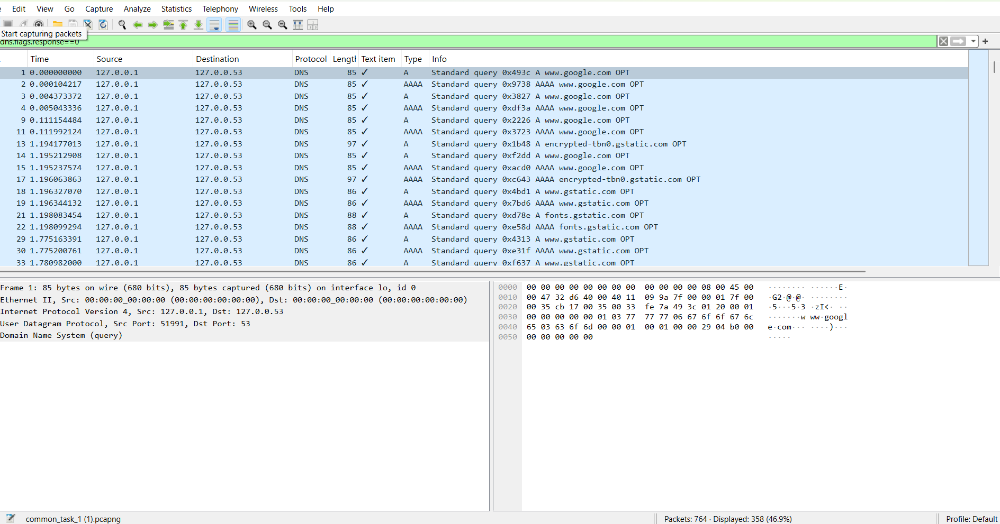 Edit View Go Capture Analyze Statistics Telephony Wireless Tools Help
Start capturing packets
dns.flags.response==0
Time Source Destination Protocol Length Text item Type Info
1 0.000000000 127.0.0.1 127.0.0.53 DNS 85 ✓ A Standard query 0x493c A www.google.com OPT
2 0.000104217 127.0.0.1 127.0.0.53 DNS 85 ✓ AAAA Standard query 0x9738 AAAA www.google.com OPT
3 0.004373372 127.0.0.1 127.0.0.53 DNS 85 ✓ A Standard query 0x3827 A www.google.com OPT
4 0.005043336 127.0.0.1 127.0.0.53 DNS 85 ✓ AAAA Standard query 0xdf3a AAAA www.google.com OPT
9 0.111154484 127.0.0.1 127.0.0.53 DNS 85 ✓ A Standard query 0x2226 A www.google.com OPT
11 0.111992124 127.0.0.1 127.0.0.53 DNS 85 ✓ AAAA Standard query 0x3723 AAAA www.google.com OPT
13 1.194177013 127.0.0.1 127.0.0.53 DNS 97 ✓ A Standard query 0x1b48 A encrypted-tbn0.gstatic.com OPT
14 1.195212908 127.0.0.1 127.0.0.53 DNS 85 ✓ A Standard query 0xf2dd A www.google.com OPT
15 1.195237574 127.0.0.1 127.0.0.53 DNS 85 ✓ AAAA Standard query 0xacd0 AAAA www.google.com OPT
17 1.196063863 127.0.0.1 127.0.0.53 DNS 97 ✓ AAAA Standard query 0xc643 AAAA encrypted-tbn0.gstatic.com OPT
18 1.196327070 127.0.0.1 127.0.0.53 DNS 86 ✓ A Standard query 0x4bd1 A www.gstatic.com OPT
19 1.196344132 127.0.0.1 127.0.0.53 DNS 86 ✓ AAAA Standard query 0x7bd6 AAAA www.gstatic.com OPT
21 1.198083454 127.0.0.1 127.0.0.53 DNS 88 ✓ A Standard query 0xd78e A fonts.gstatic.com OPT
22 1.198099294 127.0.0.1 127.0.0.53 DNS 88 ✓ AAAA Standard query 0xe58d AAAA fonts.gstatic.com OPT
29 1.775163391 127.0.0.1 127.0.0.53 DNS 86 ✓ A Standard query 0x4313 A www.gstatic.com OPT
30 1.775200761 127.0.0.1 127.0.0.53 DNS 86 ✓ AAAA Standard query 0xe31f AAAA www.gstatic.com OPT
33 1.780982000 127.0.0.1 127.0.0.53 DNS 86 ✓ A Standard query 0xf637 A www.gstatic.com OPT
Frame 1: 85 bytes on wire (680 bits), 85 bytes captured (680 bits) on interface lo, id 0
Ethernet II, Src: 00:00:00_00:00:00 (00:00:00:00:00:00), Dst: 00:00:00_00:00:00 (00:00:00:00:00:00)
Internet Protocol Version 4, Src: 127.0.0.1, Dst: 127.0.0.53
User Datagram Protocol, Src Port: 51991, Dst Port: 53
Domain Name System (query)
0000 00 00 00 00 00 00 00 00 00 00 00 00 08 00 45 00 ········ ······E·
0010 00 47 32 d6 40 00 40 11 09 9a 7f 00 00 01 7f 00 ·G2·@·@· ········
0020 00 35 cb 17 00 35 00 33 fe 7a 49 3c 01 20 00 01 ·5···5·3 ·zI<· ··
0030 00 00 00 00 00 01 03 77 77 77 06 67 6f 6f 67 6c ·······w ww·googl
0040 65 03 63 6f 6d 00 00 01 00 01 00 00 29 04 b0 00 e·com··· ····)···
0050 00 00 00 00 00 ·····
common_task_1 (1).pcapng
Packets: 764 · Displayed: 358 (46.9%)
Profile: Default